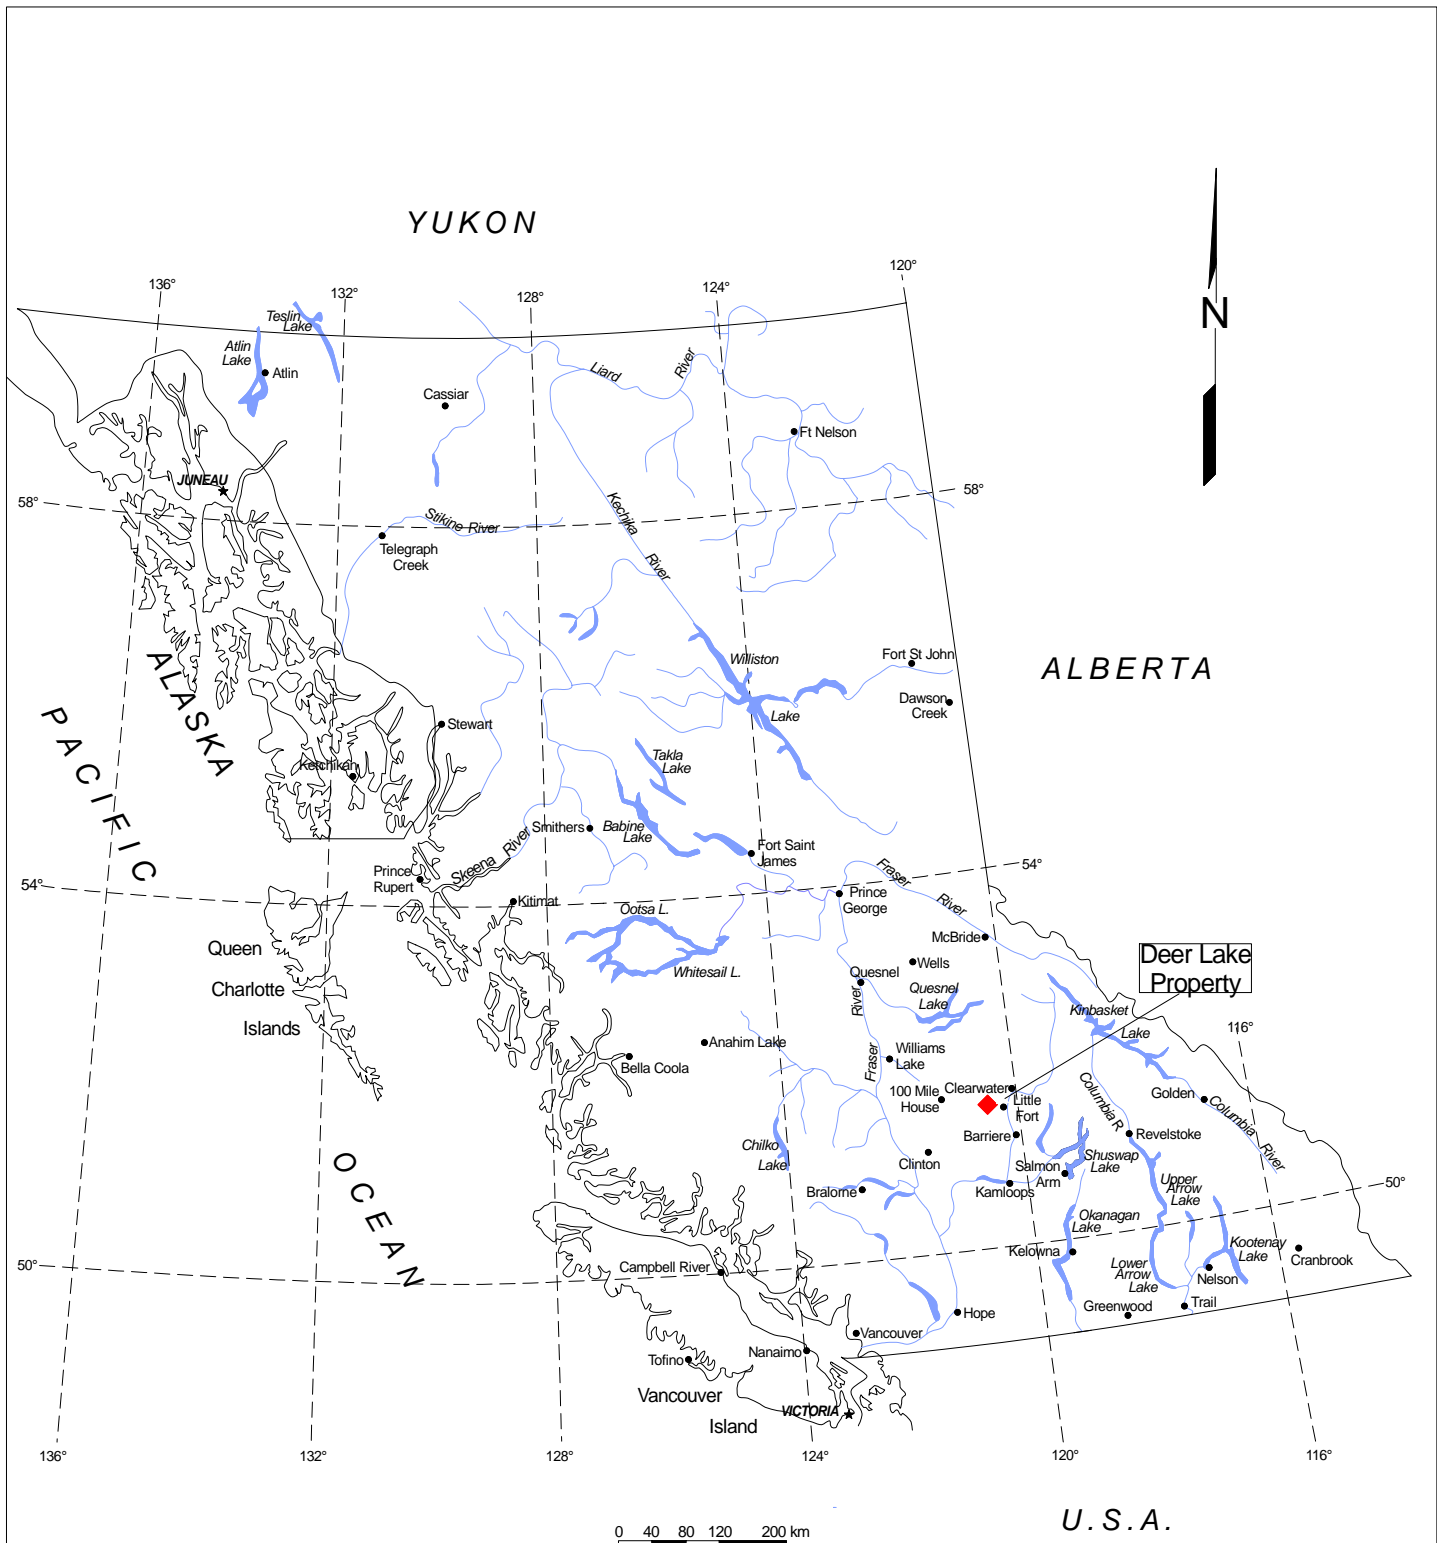 YUKON
136°
132°
128°
124°
120°
Teslin
Lake
Atlin
Lake
Atlin
Cassiar
Liard
River
Ft Nelson
N
JUNEAU
58°
58°
Stikine River
Telegraph
Creek
Kechika
River
Williston
Lake
Fort St John
Dawson
Creek
ALBERTA
ALASKA
PACIFIC
OCEAN
Stewart
Ketchikan
Takla
Lake
Smithers
Babine
Lake
Fort Saint
James
Skeena River
Prince
Rupert
Kitimat
54°
54°
Fraser
River
Prince
George
McBride
Ootsa L.
Whitesail L.
Queen
Charlotte
Islands
Wells
Quesnel
Quesnel
Lake
Deer Lake
Property
Kinbasket
Lake
116°
River
Fraser
Anahim Lake
Bella Coola
Williams
Lake
100 Mile
House
Clearwater
Little
Fort
Columbia R
Golden
Columbia
River
Barriere
Revelstoke
Chilko
Lake
Clinton
Salmon
Arm
Shuswap
Lake
Bralorne
Kamloops
Upper
Arrow
Lake
50°
Okanagan
Lake
Kelowna
Kootenay
Lake
Cranbrook
50°
Campbell River
Lower
Arrow
Lake
Nelson
Greenwood
Trail
Hope
Vancouver
Nanaimo
Tofino
Vancouver
Island
VICTORIA
136°
132°
128°
124°
120°
116°
U.S.A.
0 40 80 120 200 km